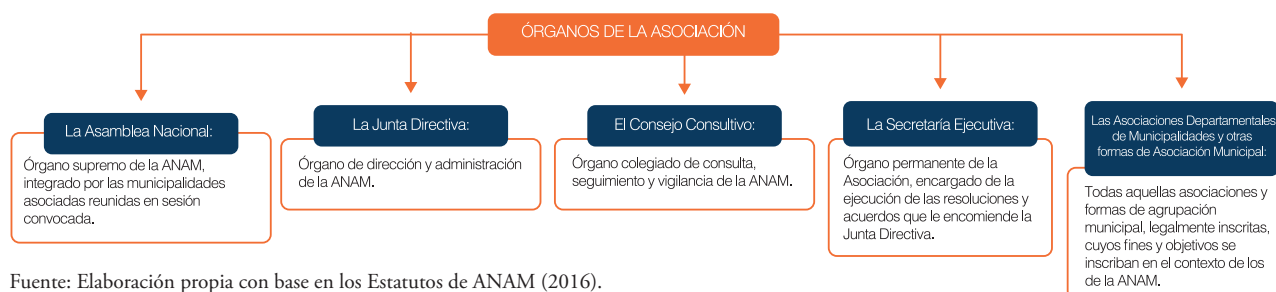 ÓRGANOS DE LA ASOCIACIÓN
La Asamblea Nacional:
Órgano supremo de la ANAM,
integrado por las municipalidades
asociadas reunidas en sesión
convocada.
La Junta Directiva:
Órgano de dirección y administración
de la ANAM.
El Consejo Consultivo:
Órgano colegiado de consulta,
seguimiento y vigilancia de la ANAM.
La Secretaría Ejecutiva:
Órgano permanente de la
Asociación, encargado de la
ejecución de las resoluciones y
acuerdos que le encomiende la
Junta Directiva.
Las Asociaciones Departamentales
de Municipalidades y otras
formas de Asociación Municipal:
Todas aquellas asociaciones y
formas de agrupación
municipal, legalmente inscritas,
cuyos fines y objetivos se
inscriban en el contexto de los
de la ANAM.
Fuente: Elaboración propia con base en los Estatutos de ANAM (2016).